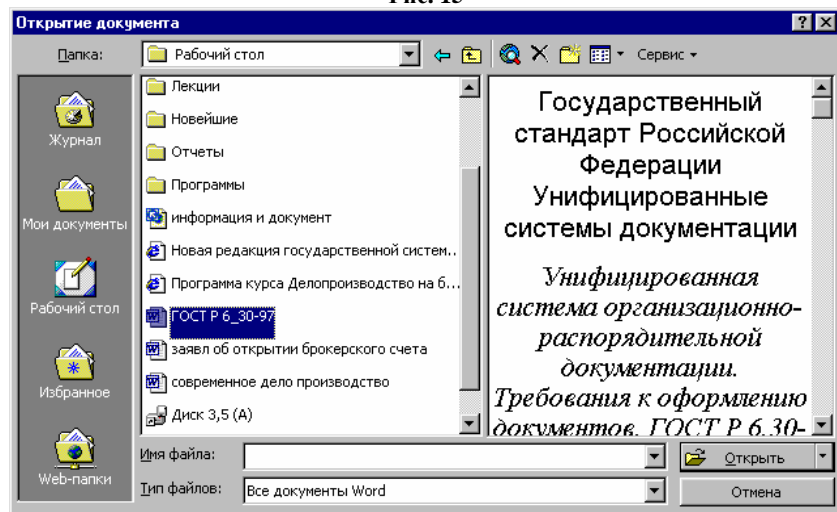 Рис. 13
Открытие документа
Папка:
Рабочий стол
Сервис
Журнал
Мои документы
Рабочий стол
Избранное
Web-папки
Лекции
Новейшие
Отчеты
Программы
информация и документ
Новая редакция государственной систем..
Программа курса Делопроизводство на б...
ГОСТ Р 6_30-97
заявл об открытии брокерского счета
современное дело производство
Диск 3,5 (A)
Государственный
стандарт Российской
Федерации
Унифицированные
системы документации
Унифицированная
система организационно-
распорядительной
документации.
Требования к оформлению
документов. ГОСТ Р 6.30-
Имя файла:
Открыть
Тип файлов:
Все документы Word
Отмена